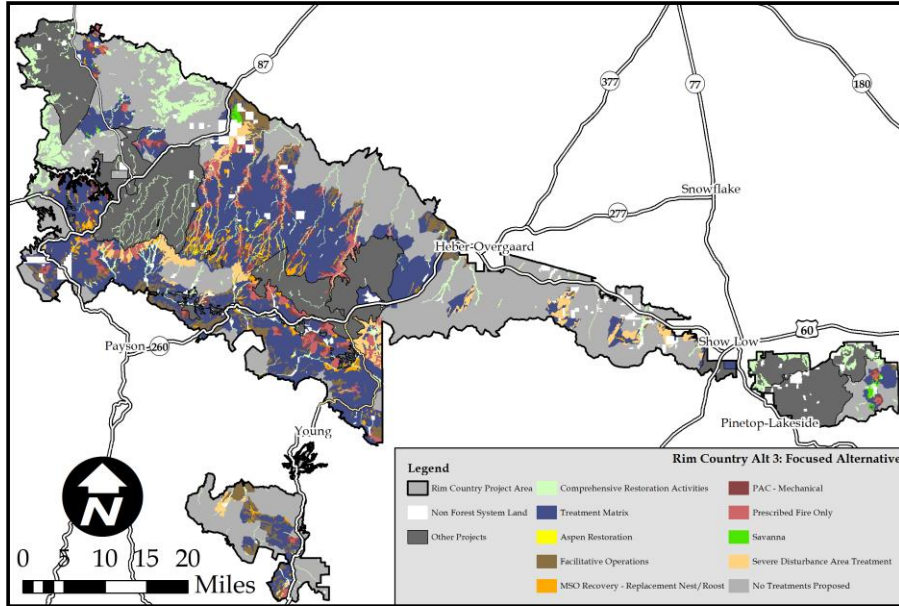 87
377
77
180
Snowflake
277
Heber-Overgaard
60
Show Low
Payson
260
Pinetop-Lakeside
Young
N
0 5 10 15 20
Miles
Rim Country Alt 3: Focused Alternative
Legend
Rim Country Project Area
Comprehensive Restoration Activities
PAC - Mechanical
Non Forest System Land
Treatment Matrix
Prescribed Fire Only
Other Projects
Aspen Restoration
Savanna
Facilitative Operations
Severe Disturbance Area Treatment
MSO Recovery - Replacement Nest/Roost
No Treatments Proposed